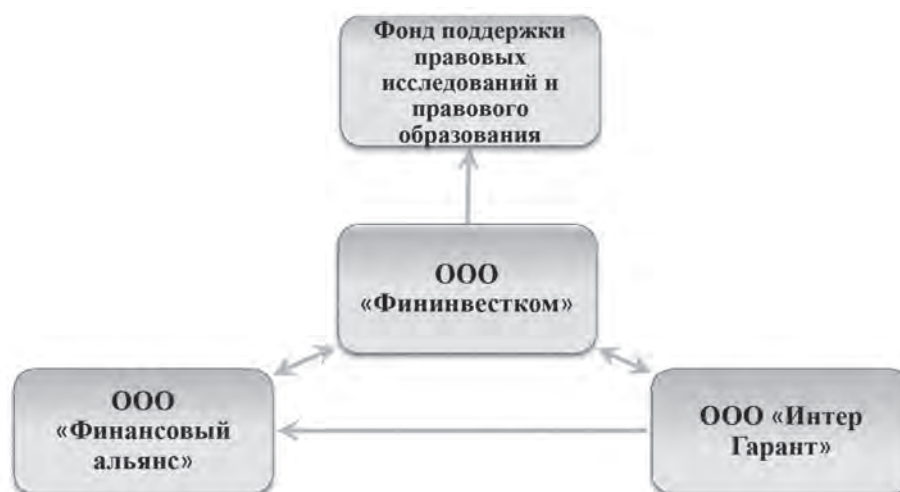 Фонд поддержки
правовых
исследований и
правового
образования
ООО
«Фининвестком»
ООО
«Финансовый
альянс»
ООО «Интер
Гарант»